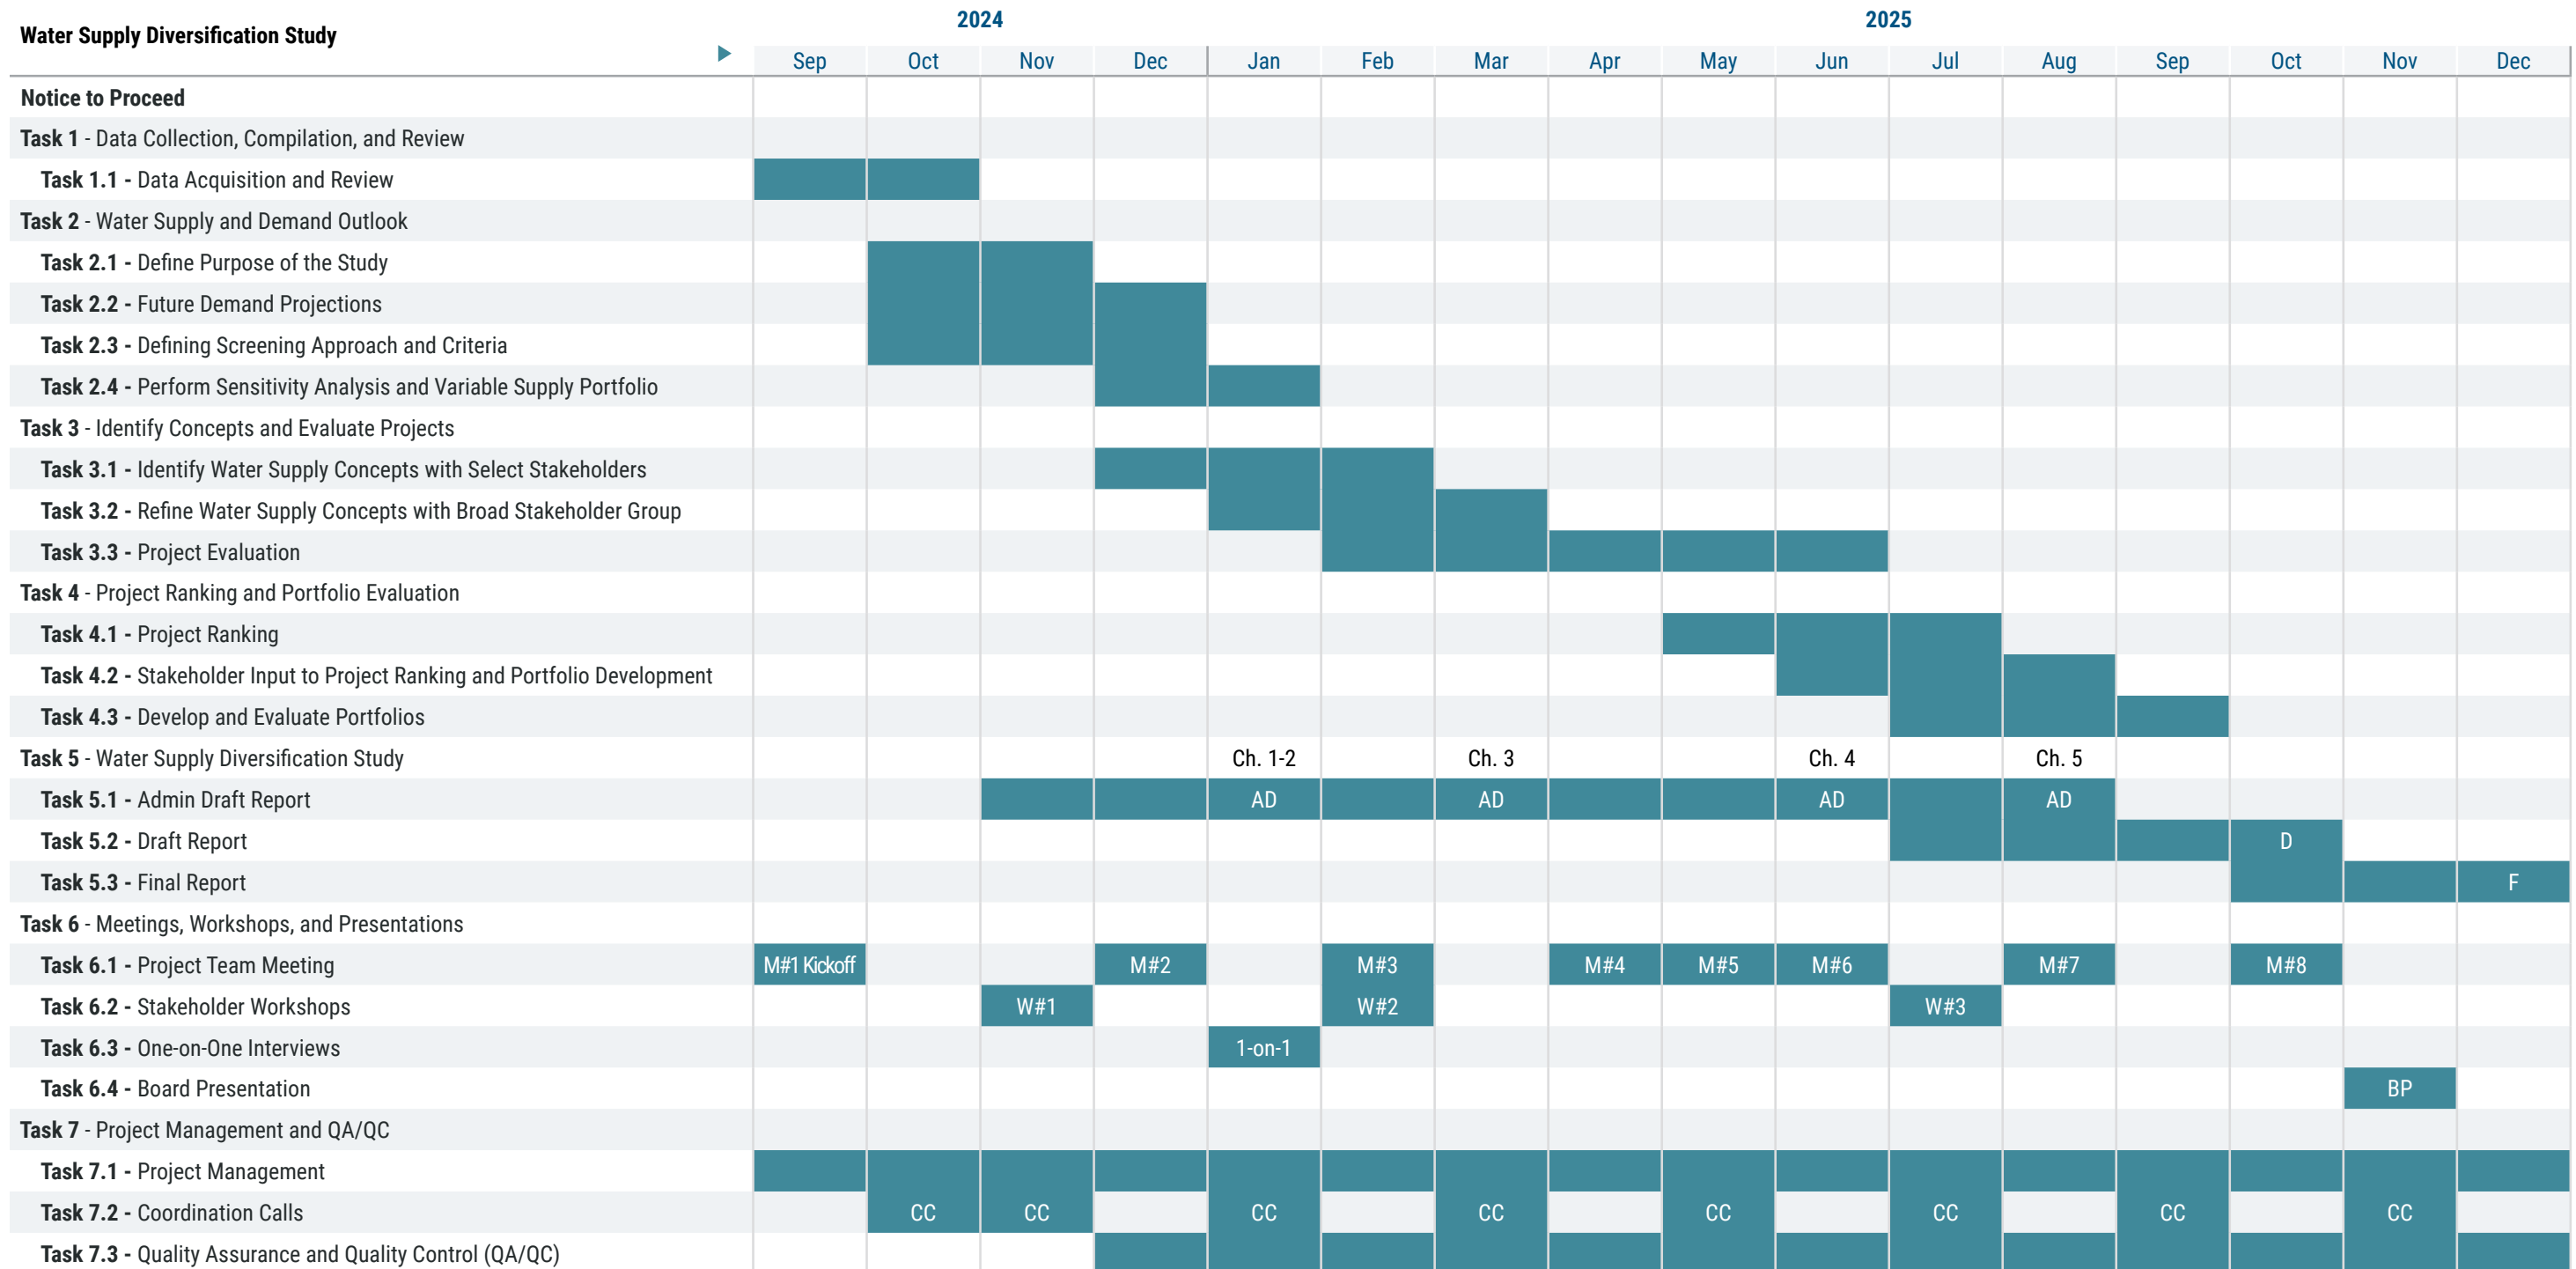 2024 2025
Water Supply Diversification Study
Sep Oct Nov Dec Jan Feb Mar Apr May Jun Jul Aug Sep Oct Nov Dec
Notice to Proceed
Task 1 - Data Collection, Compilation, and Review
Task 1.1 - Data Acquisition and Review
Task 2 - Water Supply and Demand Outlook
Task 2.1 - Define Purpose of the Study
Task 2.2 - Future Demand Projections
Task 2.3 - Defining Screening Approach and Criteria
Task 2.4 - Perform Sensitivity Analysis and Variable Supply Portfolio
Task 3 - Identify Concepts and Evaluate Projects
Task 3.1 - Identify Water Supply Concepts with Select Stakeholders
Task 3.2 - Refine Water Supply Concepts with Broad Stakeholder Group
Task 3.3 - Project Evaluation
Task 4 - Project Ranking and Portfolio Evaluation
Task 4.1 - Project Ranking
Task 4.2 - Stakeholder Input to Project Ranking and Portfolio Development
Task 4.3 - Develop and Evaluate Portfolios
Task 5 - Water Supply Diversification Study Ch. 1-2 Ch. 3 Ch. 4 Ch. 5
Task 5.1 - Admin Draft Report AD AD AD AD
Task 5.2 - Draft Report D
Task 5.3 - Final Report F
Task 6 - Meetings, Workshops, and Presentations
Task 6.1 - Project Team Meeting M#1 Kickoff M#2 M#3 M#4 M#5 M#6 M#7 M#8
Task 6.2 - Stakeholder Workshops W#1 W#2 W#3
Task 6.3 - One-on-One Interviews 1-on-1
Task 6.4 - Board Presentation BP
Task 7 - Project Management and QA/QC
Task 7.1 - Project Management
Task 7.2 - Coordination Calls CC CC CC CC CC CC CC CC
Task 7.3 - Quality Assurance and Quality Control (QA/QC)